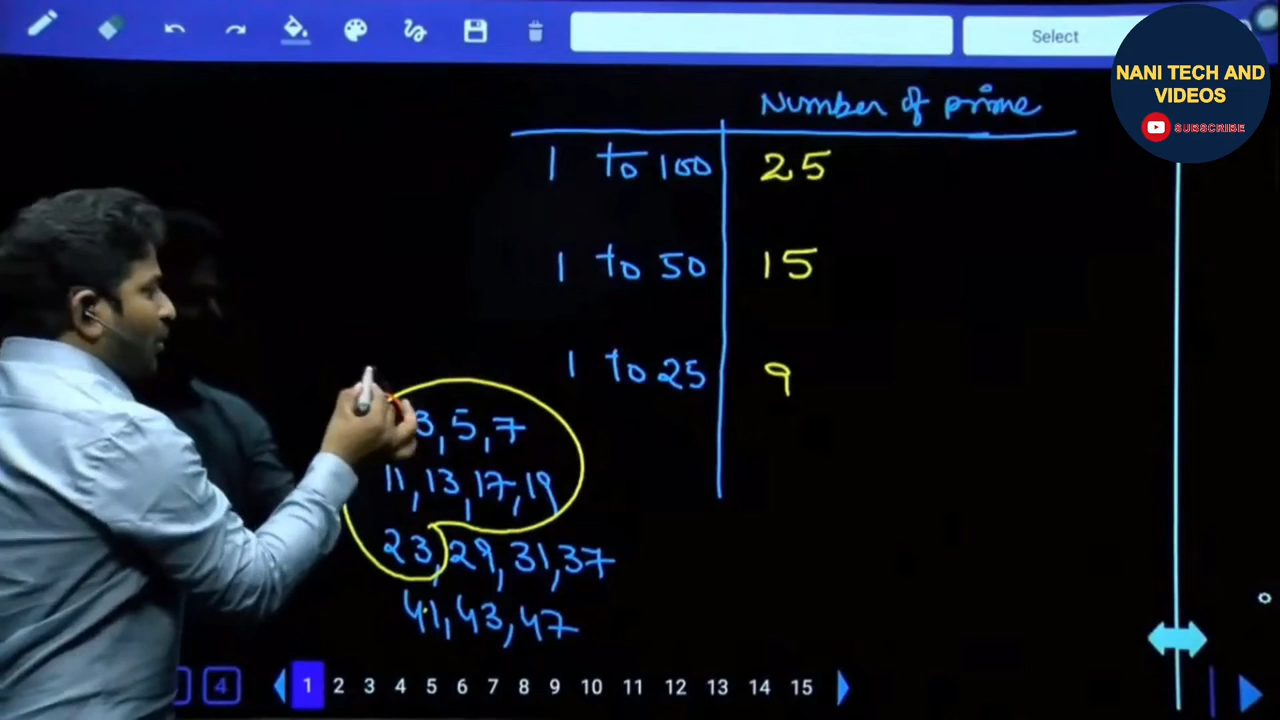 Select
NANI TECH AND
VIDEOS
SUBSCRIBE
Number of prime
1 to 100 25
1 to 50 15
1 to 25 9
3, 5, 7
11, 13, 17, 19
23, 29, 31, 37
41, 43, 47
4 1 2 3 4 5 6 7 8 9 10 11 12 13 14 15